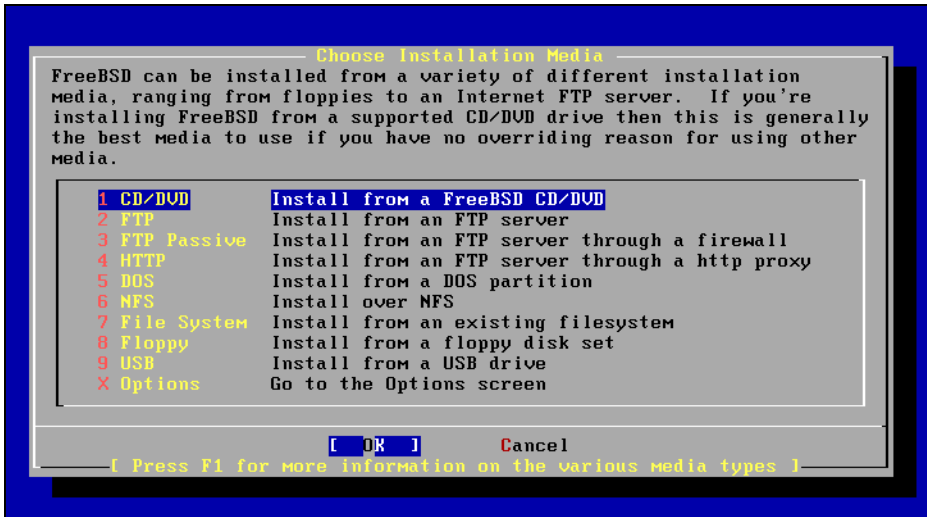 Choose Installation Media
FreeBSD can be installed from a variety of different installation
media, ranging from floppies to an Internet FTP server.  If you're
installing FreeBSD from a supported CD/DVD drive then this is generally
the best media to use if you have no overriding reason for using other
media.
1 CD/DVD Install from a FreeBSD CD/DVD
2 FTP Install from an FTP server
3 FTP Passive Install from an FTP server through a firewall
4 HTTP Install from an FTP server through a http proxy
5 DOS Install from a DOS partition
6 NFS Install over NFS
7 File System Install from an existing filesystem
8 Floppy Install from a floppy disk set
9 USB Install from a USB drive
X Options Go to the Options screen
[ OK ] Cancel
[ Press F1 for more information on the various media types ]